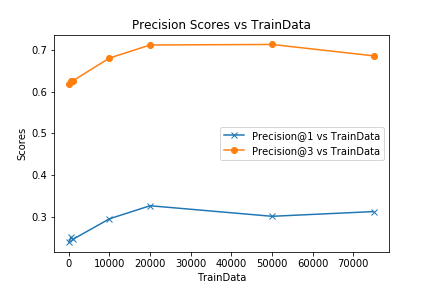 Precision Scores vs TrainData
0.7
0.6
0.5
0.4
0.3
Scores
Precision@1 vs TrainData
Precision@3 vs TrainData
0 10000 20000 30000 40000 50000 60000 70000
TrainData